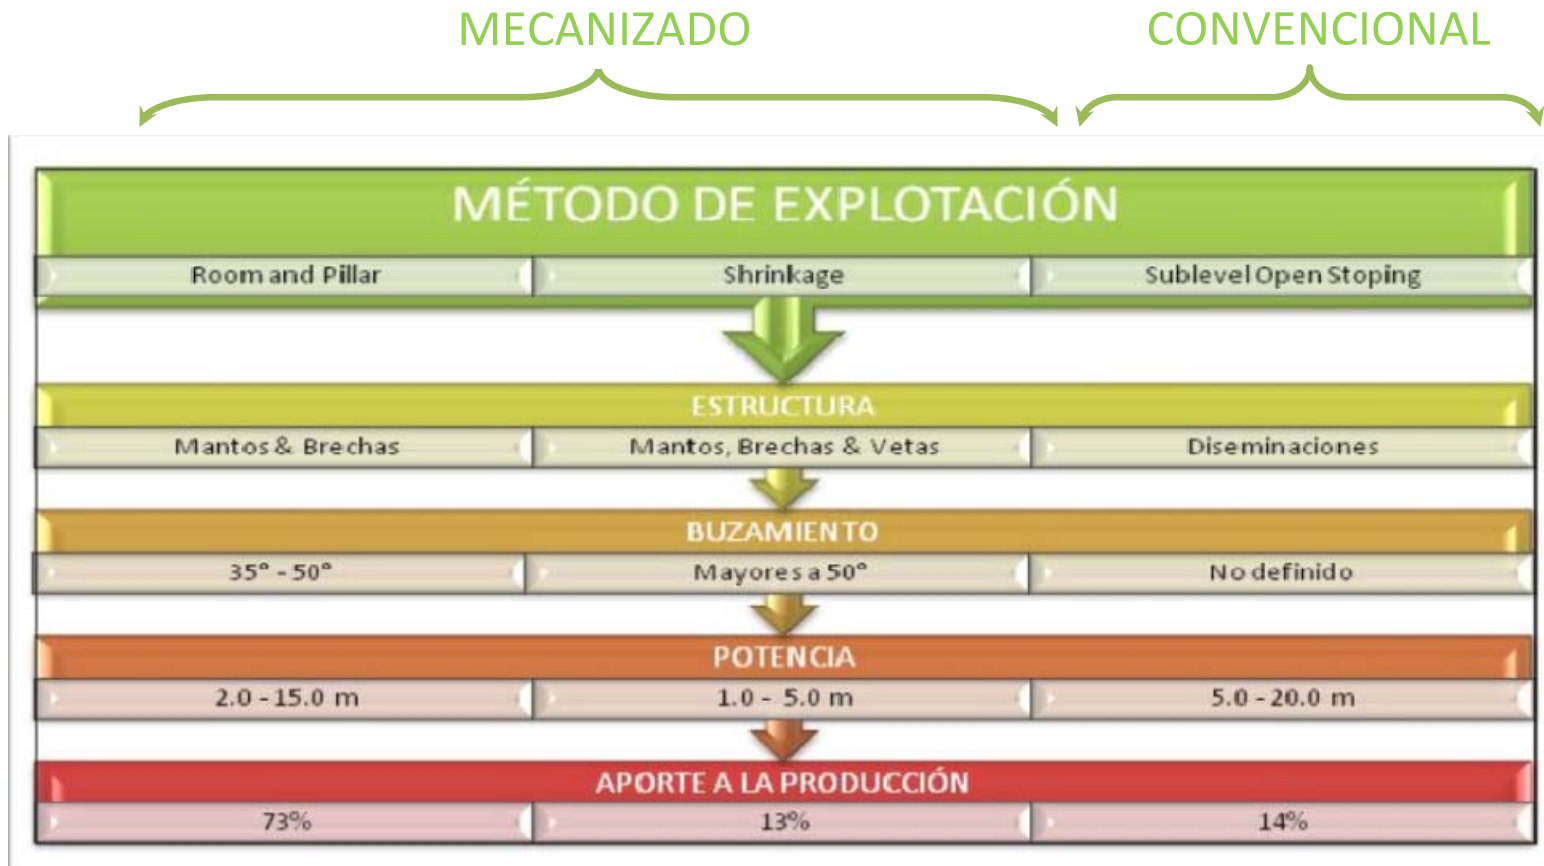 MECANIZADO CONVENCIONAL
MÉTODO DE EXPLOTACIÓN
Room and Pillar Shrinkage Sublevel Open Stoping
ESTRUCTURA
Mantos & Brechas Mantos, Brechas & Vetas Diseminaciones
BUZAMIENTO
35° - 50° Mayores a 50° No definido
POTENCIA
2.0 - 15.0 m 1.0 - 5.0 m 5.0 - 20.0 m
APORTE A LA PRODUCCIÓN
73% 13% 14%